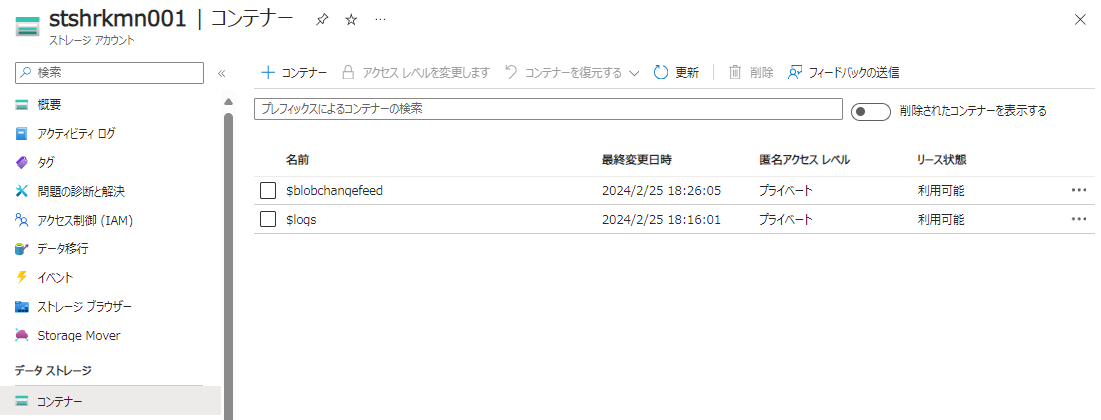 stshrkmn001 | コンテナー
ストレージ アカウント
検索
コンテナー アクセス レベルを変更します コンテナーを復元する 更新 削除 フィードバックの送信
概要
アクティビティ ログ
タグ
問題の診断と解決
アクセス制御 (IAM)
データ移行
イベント
ストレージ ブラウザー
Storage Mover
データ ストレージ
コンテナー
プレフィックスによるコンテナーの検索
削除されたコンテナーを表示する
名前 最終変更日時 匿名アクセス レベル リース状態
$blobchangefeed 2024/2/25 18:26:05 プライベート 利用可能
$logs 2024/2/25 18:16:01 プライベート 利用可能